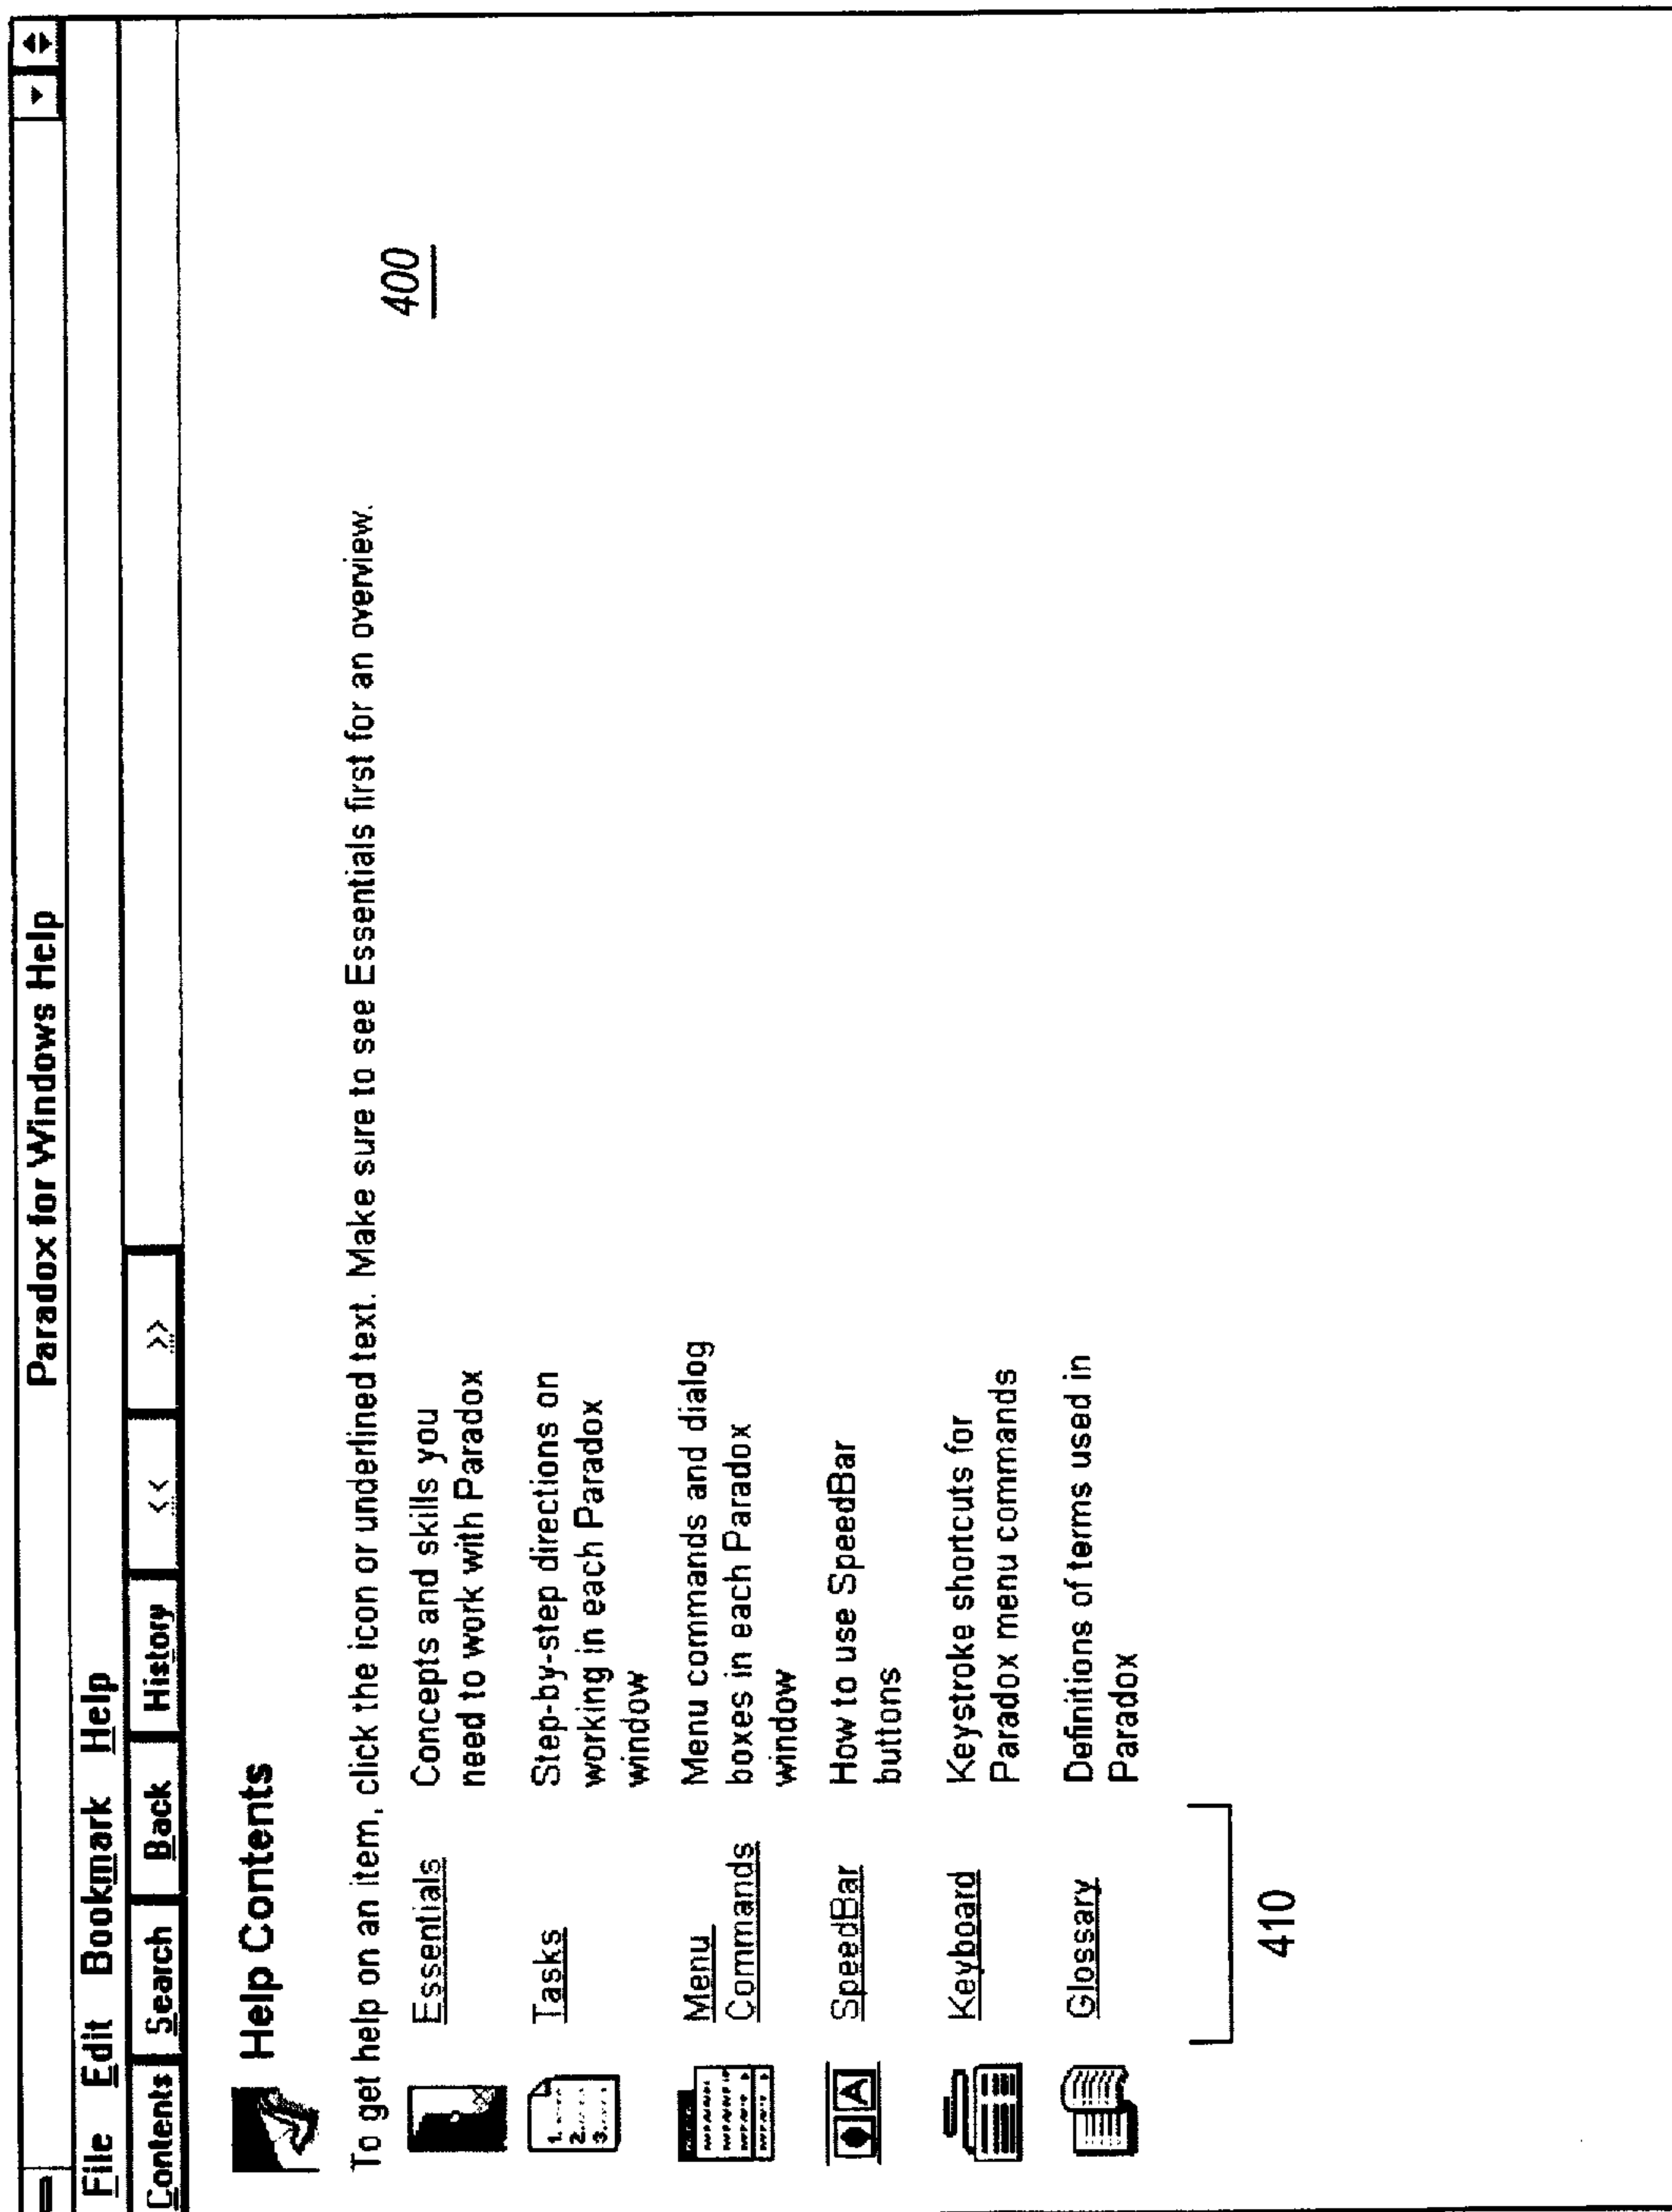 Paradox for Windows Help
File Edit Bookmark Help
Contents Search Back History << >>
Help Contents
To get help on an item, click the icon or underlined text. Make sure to see Essentials first for an overview.
400
Essentials Concepts and skills you
need to work with Paradox
1.
2.
3.
Tasks Step-by-step directions on
working in each Paradox
window
Menu Menu commands and dialog
Commands boxes in each Paradox
window
A
SpeedBar How to use SpeedBar
buttons
Keyboard Keystroke shortcuts for
Paradox menu commands
Glossary Definitions of terms used in
Paradox
410